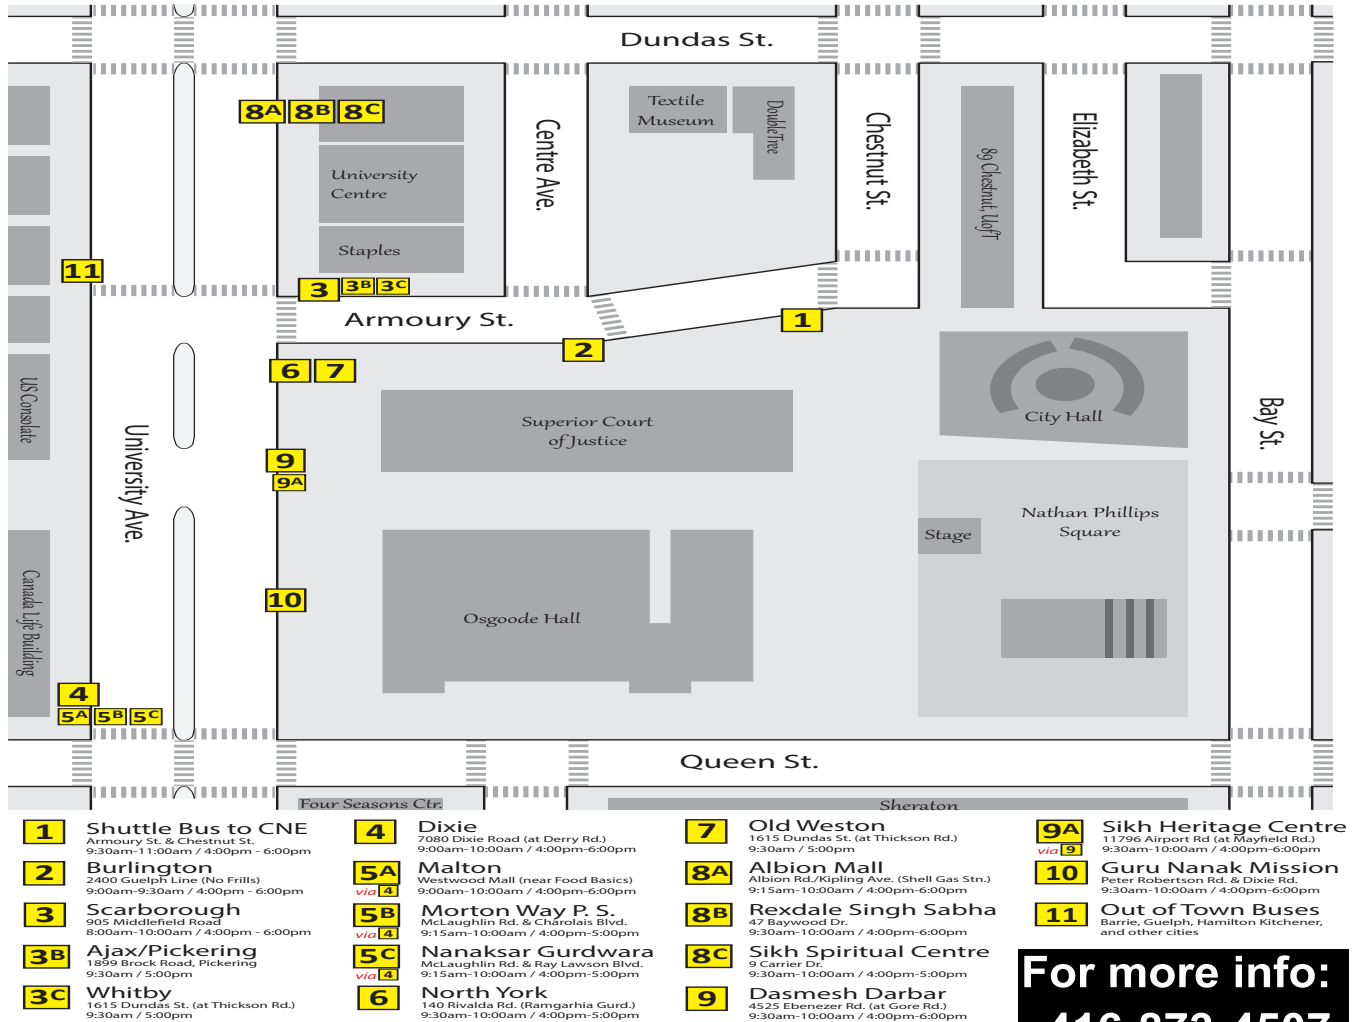 Dundas St.
8A 8B 8C
Textile
Museum
DoubleTree
Centre Ave.
Chestnut St.
89 Chestnut, UofT
Elizabeth St.
University
Centre
Staples
11
3 3B 3C
Armoury St.
1
2
6 7
US Consolate
City Hall
Superior Court
of Justice
Bay St.
University Ave.
9
9A
Nathan Phillips
Square
Stage
Canada Life Building
10
Osgoode Hall
4
5A 5B 5C
Queen St.
Four Seasons Ctr.
Sheraton
1 Shuttle Bus to CNE
Armoury St. & Chestnut St.
9:30am-11:00am / 4:00pm - 6:00pm
2 Burlington
2400 Guelph Line (No Frills)
9:00am-9:30am / 4:00pm - 6:00pm
3 Scarborough
905 Middlefield Road
8:00am-10:00am / 4:00pm - 6:00pm
3B Ajax/Pickering
1899 Brock Road, Pickering
9:30am / 5:00pm
3C Whitby
1615 Dundas St. (at Thickson Rd.)
9:30am / 5:00pm
4 Dixie
7080 Dixie Road (at Derry Rd.)
9:00am-10:00am / 4:00pm-6:00pm
5A Malton
via 4 Westwood Mall (near Food Basics)
9:00am-10:00am / 4:00pm-6:00pm
5B Morton Way P. S.
McLaughlin Rd. & Charolais Blvd.
via 4 9:15am-10:00am / 4:00pm-5:00pm
5C Nanaksar Gurdwara
McLaughlin Rd. & Ray Lawson Blvd.
via 4 9:15am-10:00am / 4:00pm-5:00pm
6 North York
140 Rivalda Rd. (Ramgarhia Gurd.)
9:30am-10:00am / 4:00pm-5:00pm
7 Old Weston
1615 Dundas St. (at Thickson Rd.)
9:30am / 5:00pm
8A Albion Mall
Albion Rd./Kipling Ave. (Shell Gas Stn.)
9:15am-10:00am / 4:00pm-6:00pm
8B Rexdale Singh Sabha
47 Baywood Dr.
9:30am-10:00am / 4:00pm-6:00pm
8C Sikh Spiritual Centre
9 Carrier Dr.
9:30am-10:00am / 4:00pm-5:00pm
9 Dasmesh Darbar
4525 Ebenezer Rd. (at Gore Rd.)
9:30am-10:00am / 4:00pm-6:00pm
9A Sikh Heritage Centre
11796 Airport Rd (at Mayfield Rd.)
via 9 9:30am-10:00am / 4:00pm-6:00pm
10 Guru Nanak Mission
Peter Robertson Rd. & Dixie Rd.
9:30am-10:00am / 4:00pm-6:00pm
11 Out of Town Buses
Barrie, Guelph, Hamilton Kitchener,
and other cities
For more info:
416-873-4507